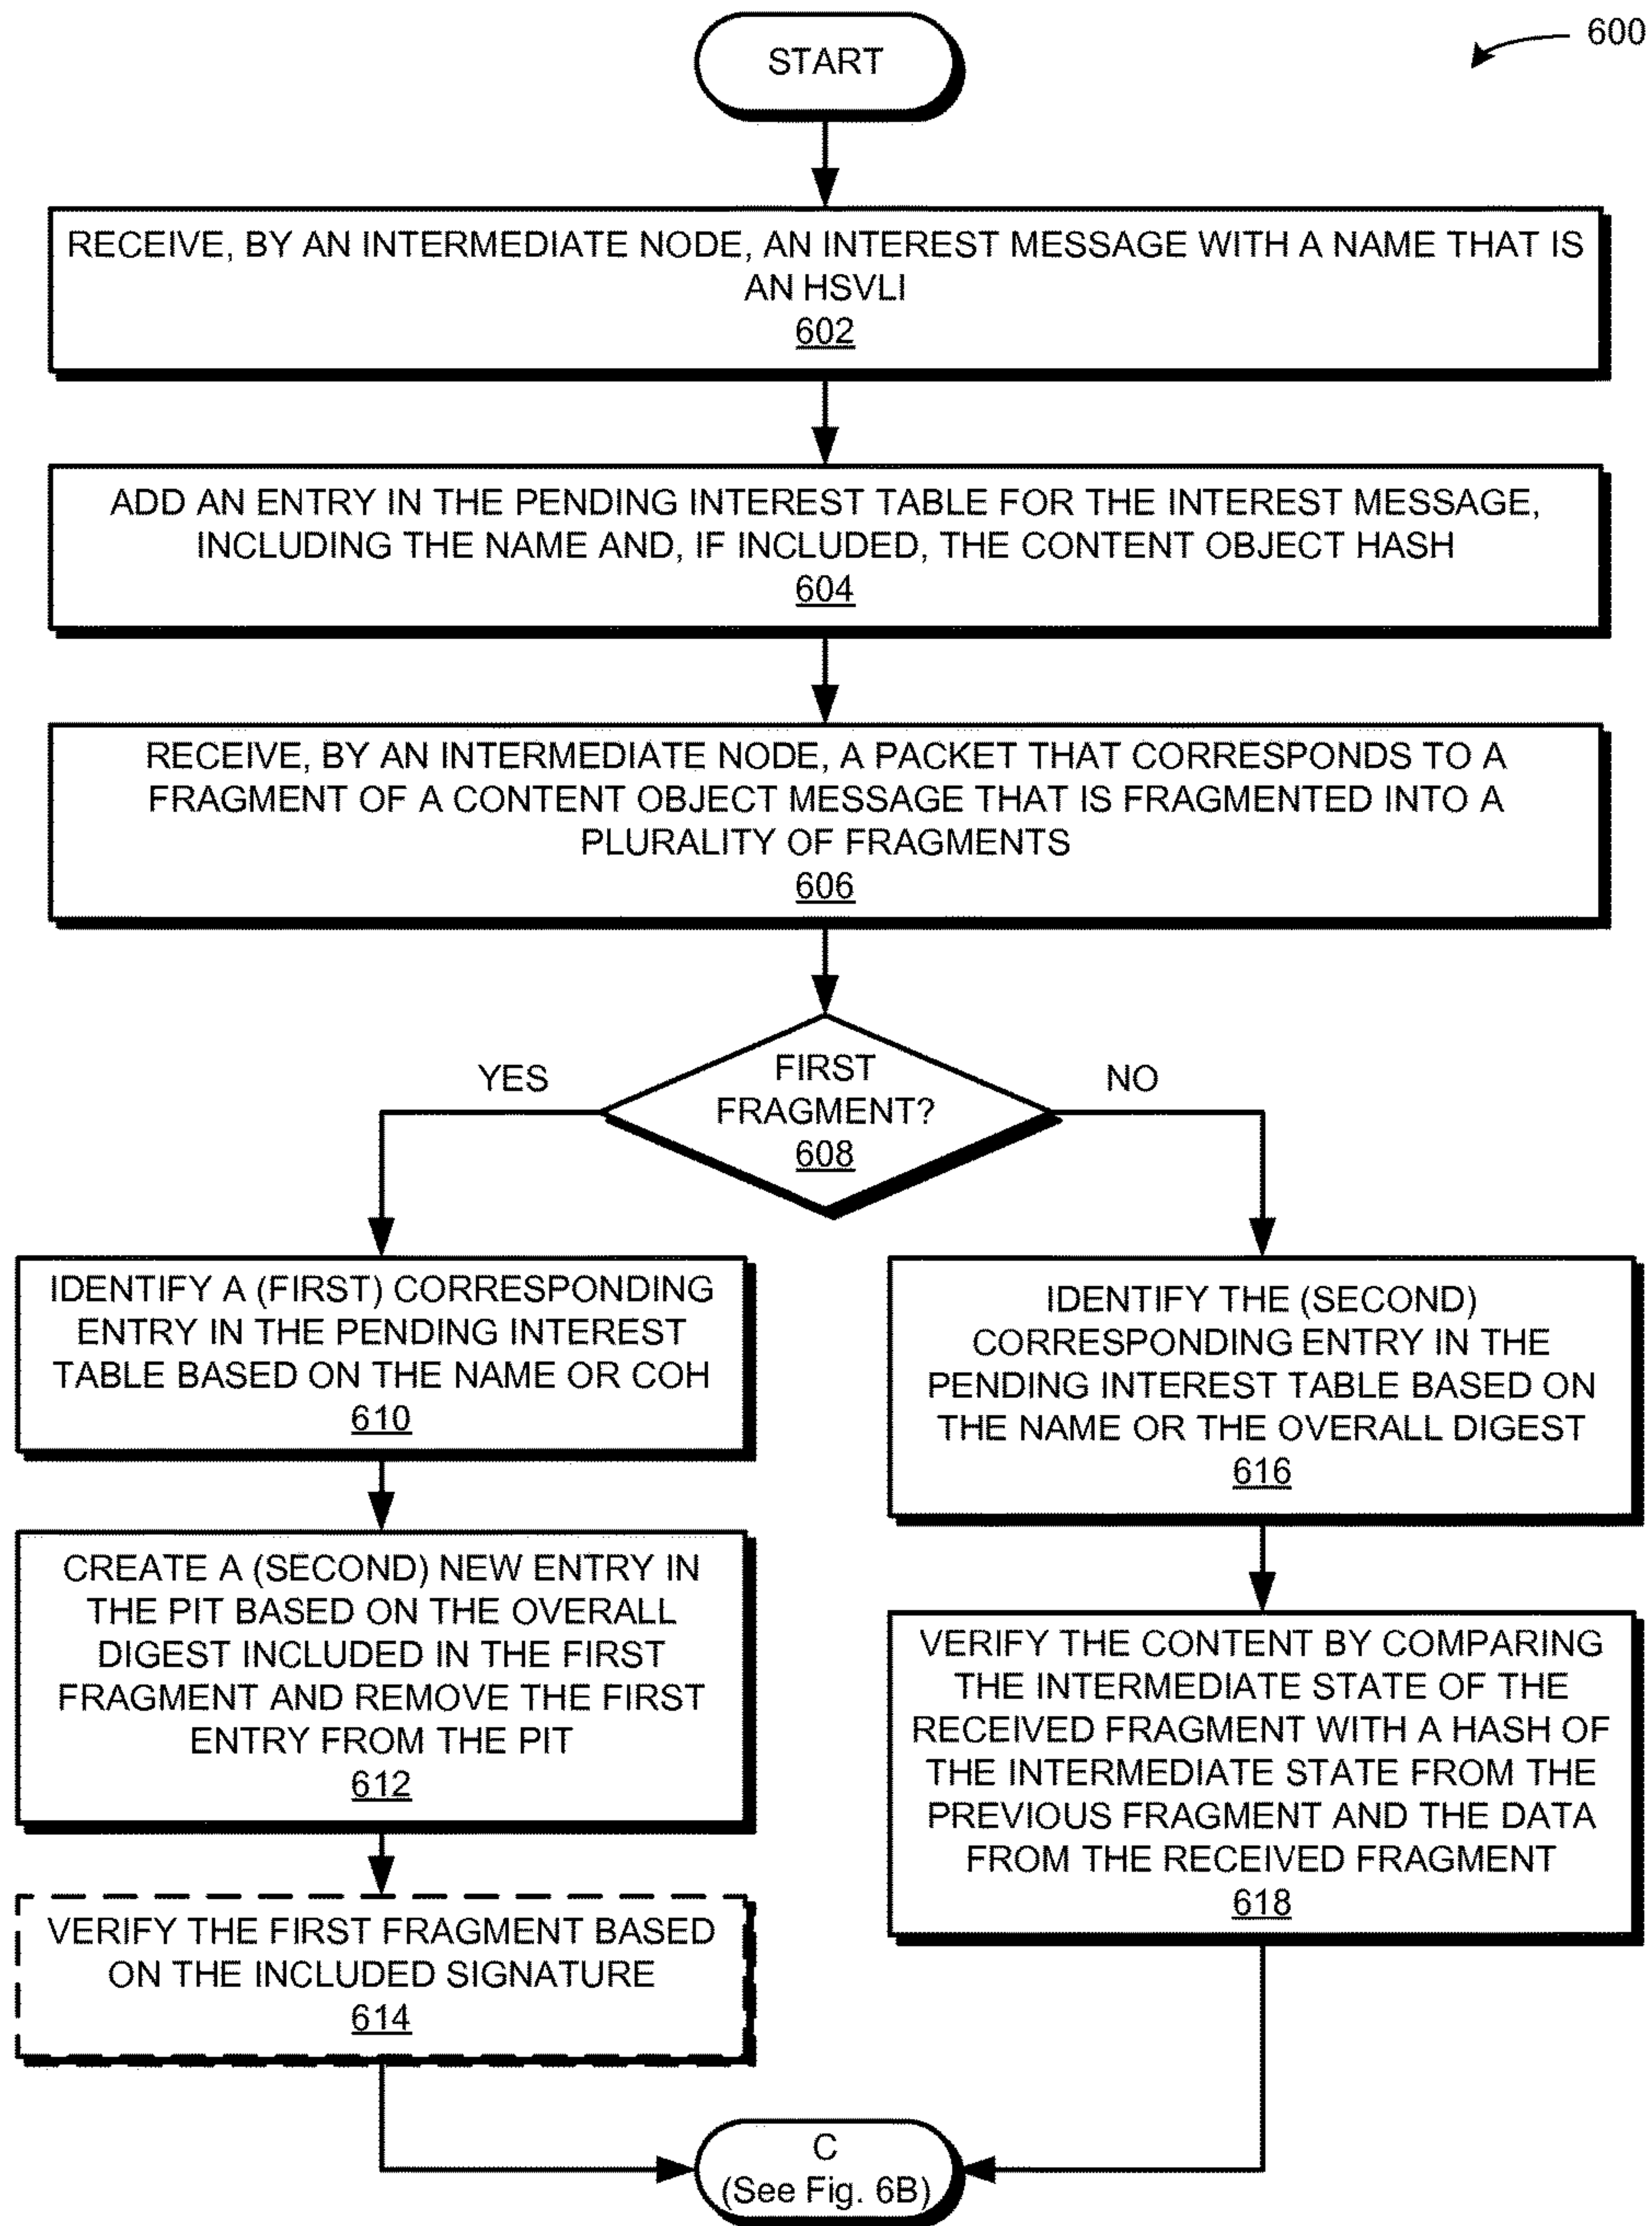 START
600
RECEIVE, BY AN INTERMEDIATE NODE, AN INTEREST MESSAGE WITH A NAME THAT IS
AN HSVLI
602
ADD AN ENTRY IN THE PENDING INTEREST TABLE FOR THE INTEREST MESSAGE,
INCLUDING THE NAME AND, IF INCLUDED, THE CONTENT OBJECT HASH
604
RECEIVE, BY AN INTERMEDIATE NODE, A PACKET THAT CORRESPONDS TO A
FRAGMENT OF A CONTENT OBJECT MESSAGE THAT IS FRAGMENTED INTO A
PLURALITY OF FRAGMENTS
606
FIRST
FRAGMENT?
608
YES
NO
IDENTIFY A (FIRST) CORRESPONDING
ENTRY IN THE PENDING INTEREST
TABLE BASED ON THE NAME OR COH
610
CREATE A (SECOND) NEW ENTRY IN
THE PIT BASED ON THE OVERALL
DIGEST INCLUDED IN THE FIRST
FRAGMENT AND REMOVE THE FIRST
ENTRY FROM THE PIT
612
VERIFY THE FIRST FRAGMENT BASED
ON THE INCLUDED SIGNATURE
614
IDENTIFY THE (SECOND)
CORRESPONDING ENTRY IN THE
PENDING INTEREST TABLE BASED ON
THE NAME OR THE OVERALL DIGEST
616
VERIFY THE CONTENT BY COMPARING
THE INTERMEDIATE STATE OF THE
RECEIVED FRAGMENT WITH A HASH OF
THE INTERMEDIATE STATE FROM THE
PREVIOUS FRAGMENT AND THE DATA
FROM THE RECEIVED FRAGMENT
618
C
(See Fig. 6B)